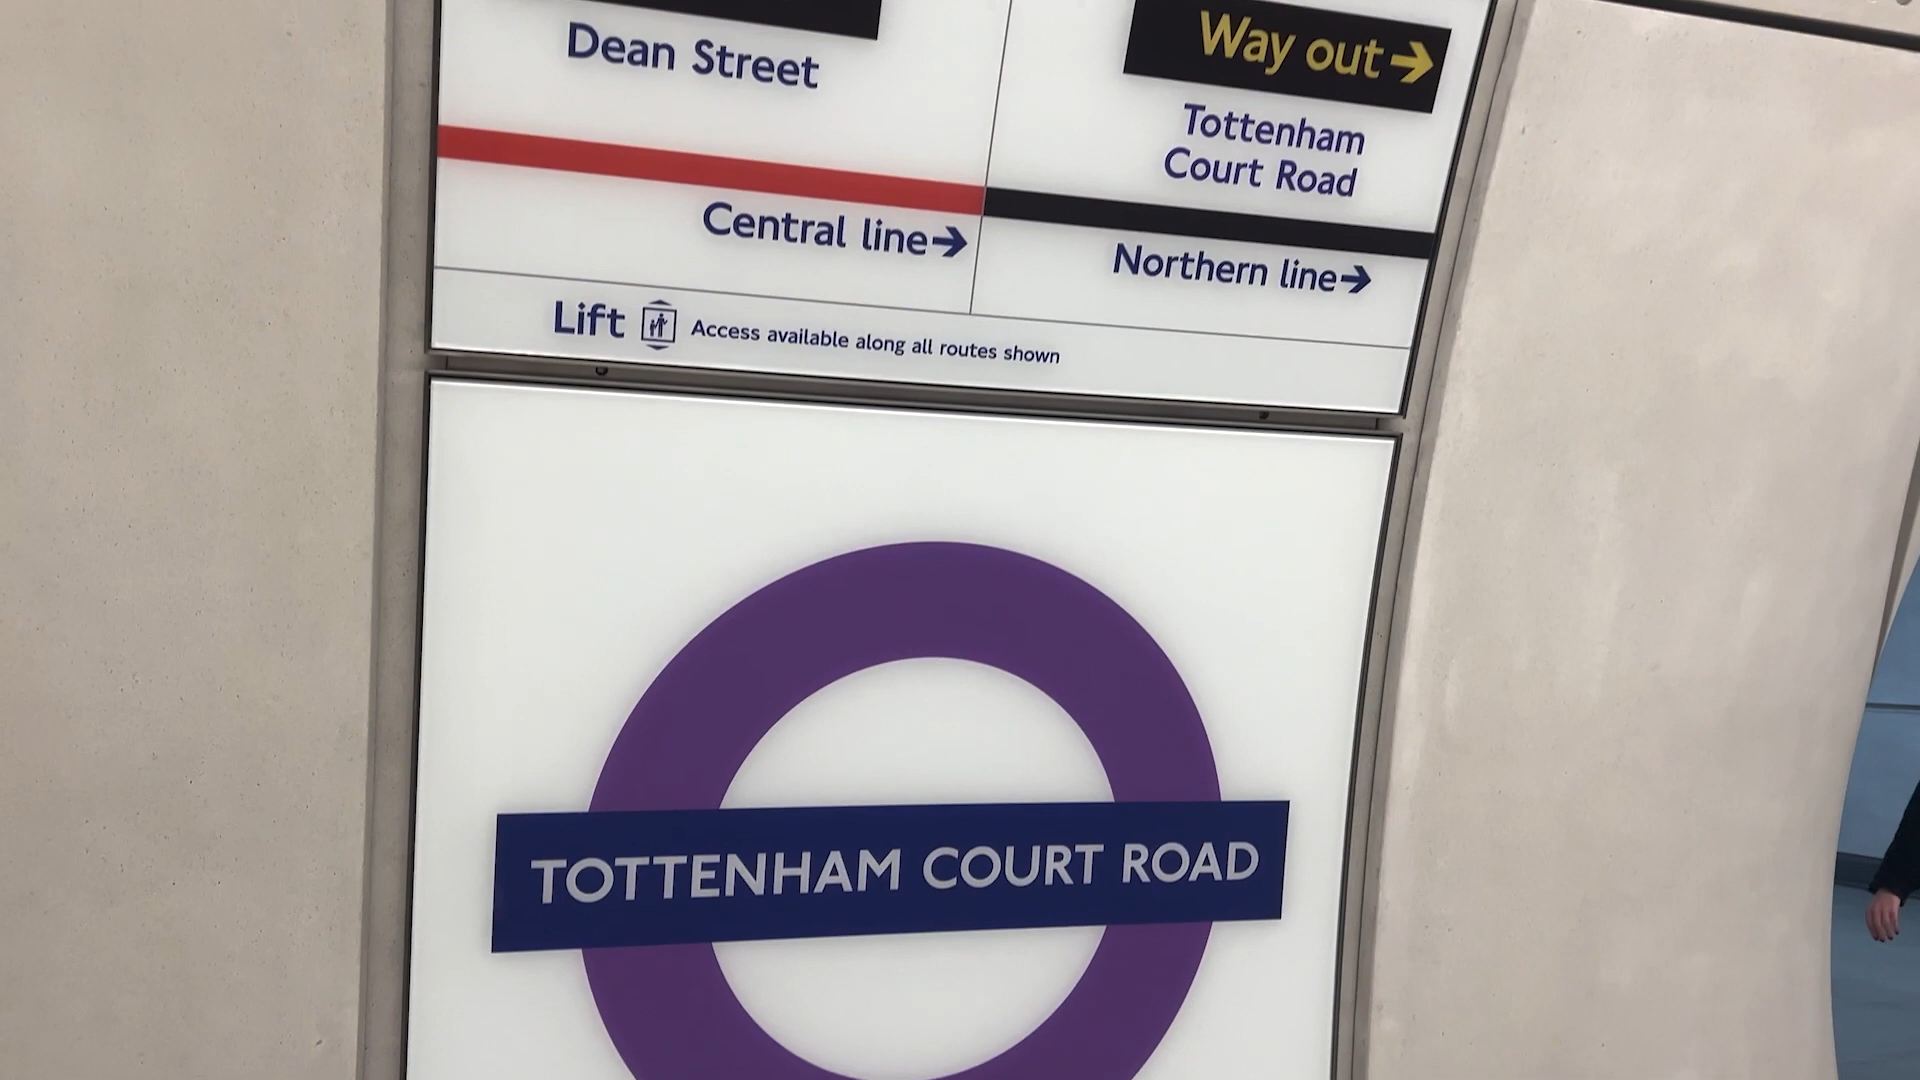 Dean Street
Way out→
Tottenham
Court Road
Central line→
Northern line→
Lift Access available along all routes shown
TOTTENHAM COURT ROAD